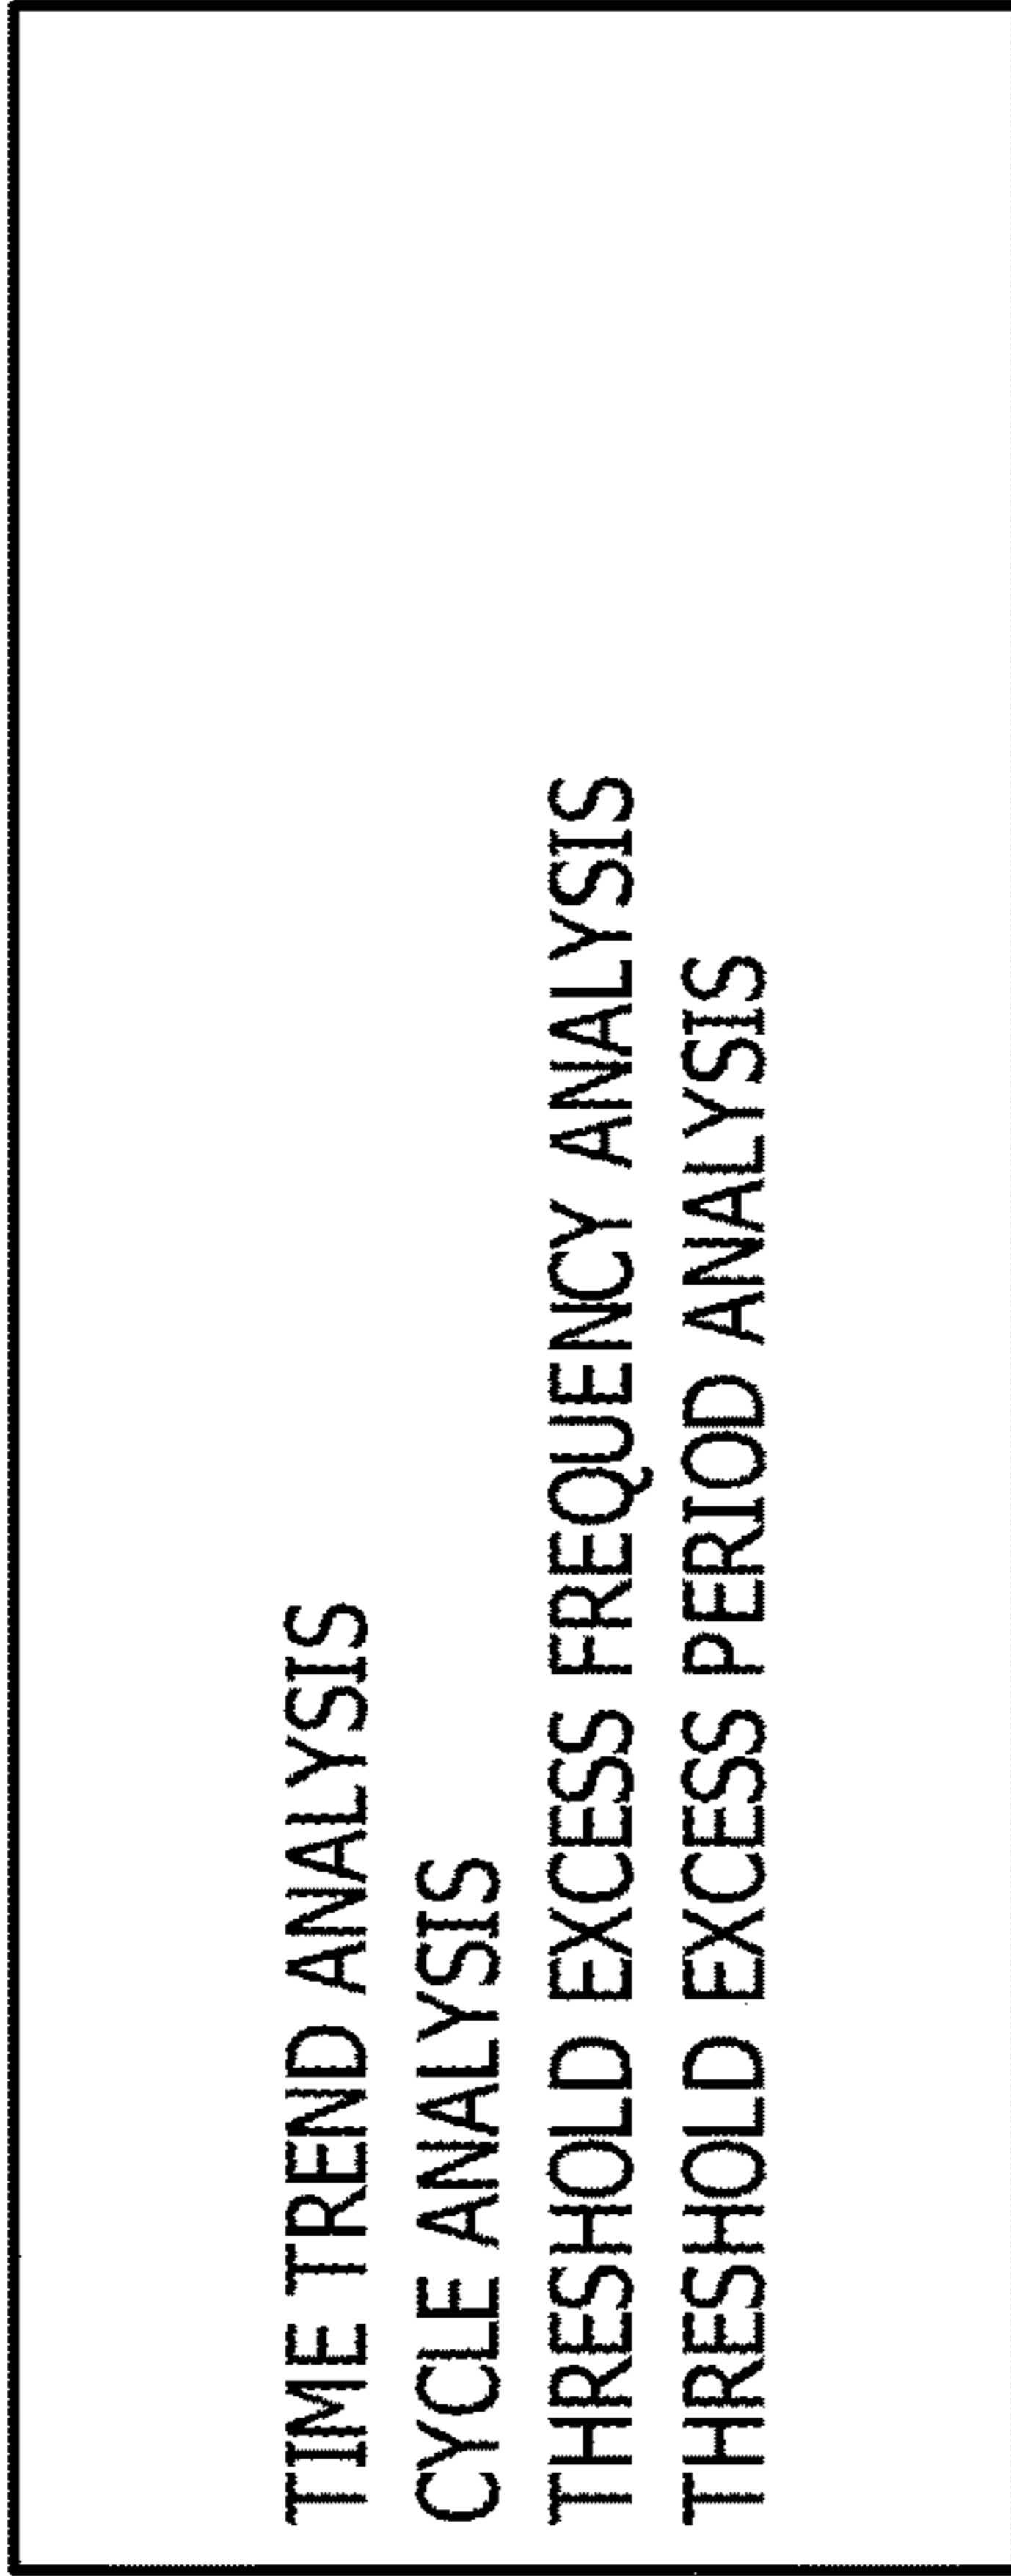 TIME TREND ANALYSIS
CYCLE ANALYSIS
THRESHOLD EXCESS FREQUENCY ANALYSIS
THRESHOLD EXCESS PERIOD ANALYSIS